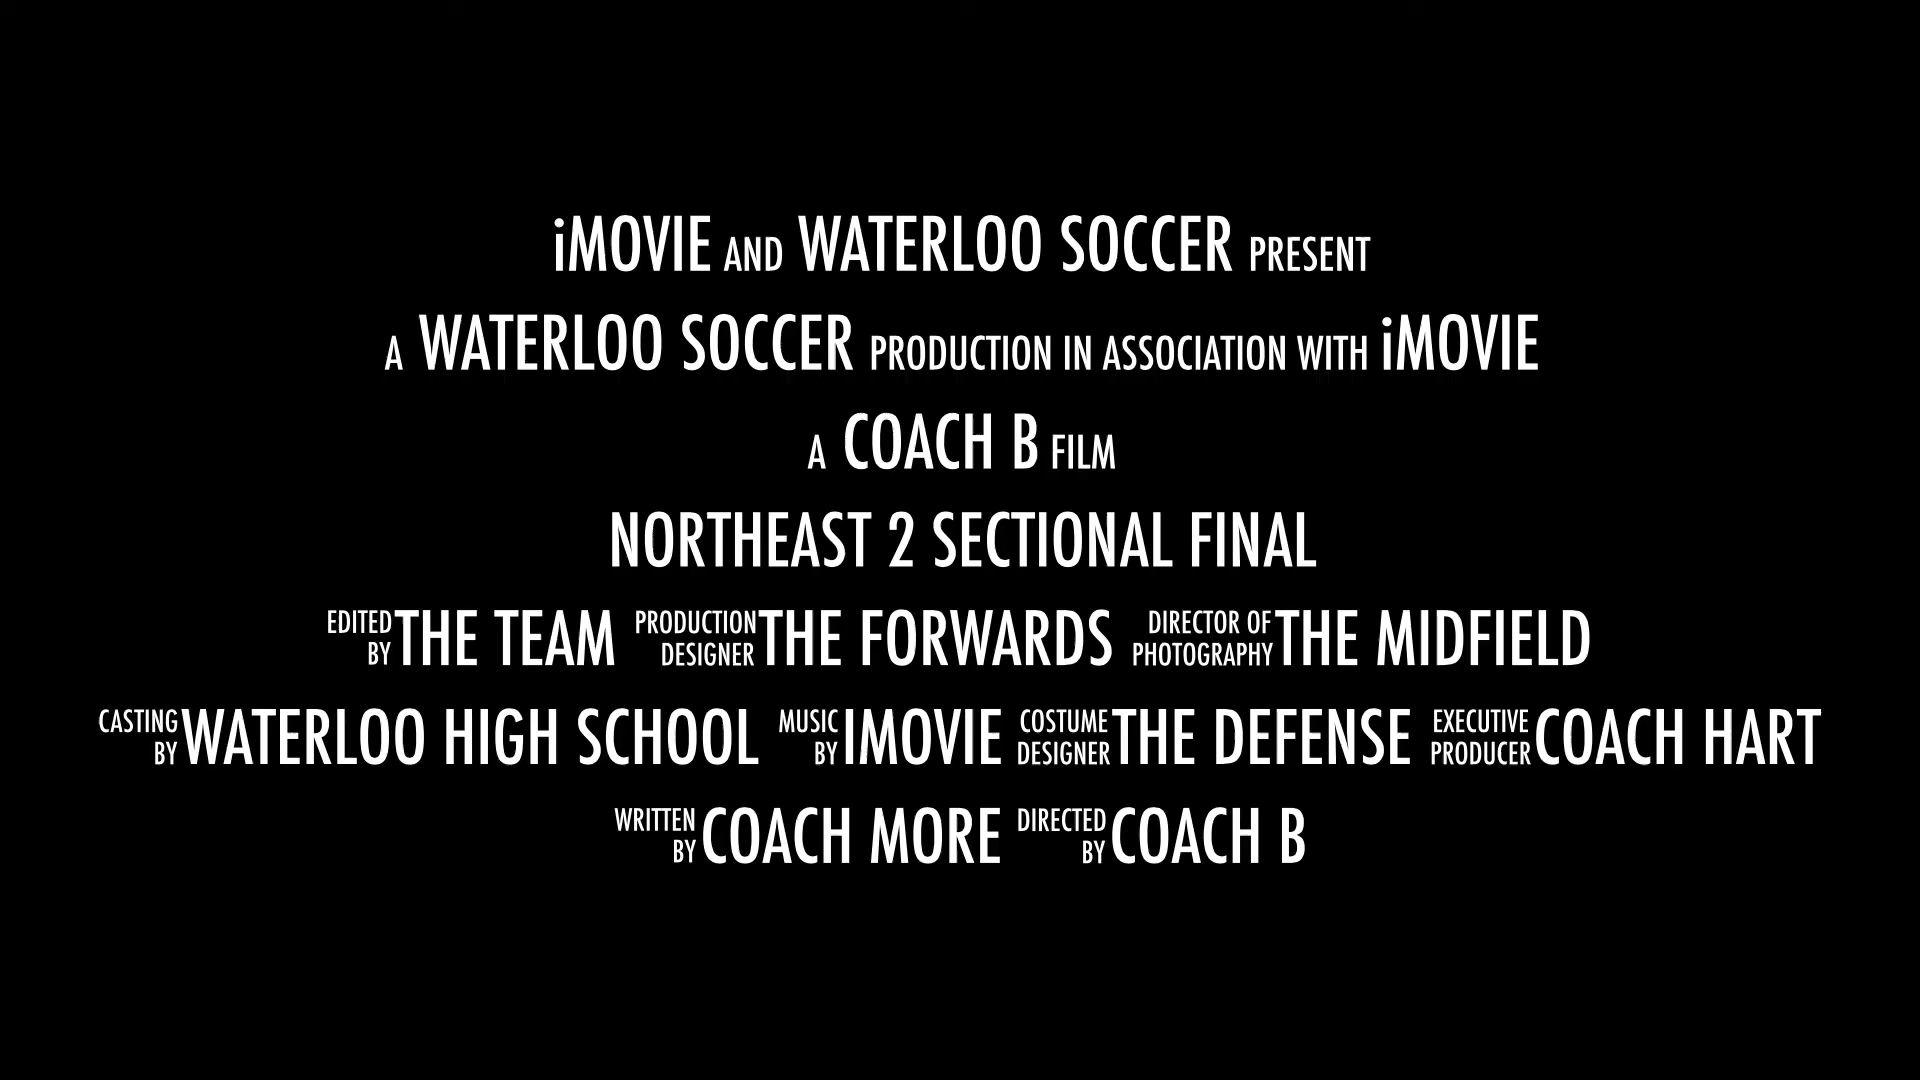 iMOVIE AND WATERLOO SOCCER PRESENT
A WATERLOO SOCCER PRODUCTION IN ASSOCIATION WITH iMOVIE
A COACH B FILM
NORTHEAST 2 SECTIONAL FINAL
EDITED BY THE TEAM PRODUCTION DESIGNER THE FORWARDS DIRECTOR OF PHOTOGRAPHY THE MIDFIELD
CASTING BY WATERLOO HIGH SCHOOL MUSIC BY IMOVIE COSTUME DESIGNER THE DEFENSE EXECUTIVE PRODUCER COACH HART
WRITTEN BY COACH MORE DIRECTED BY COACH B